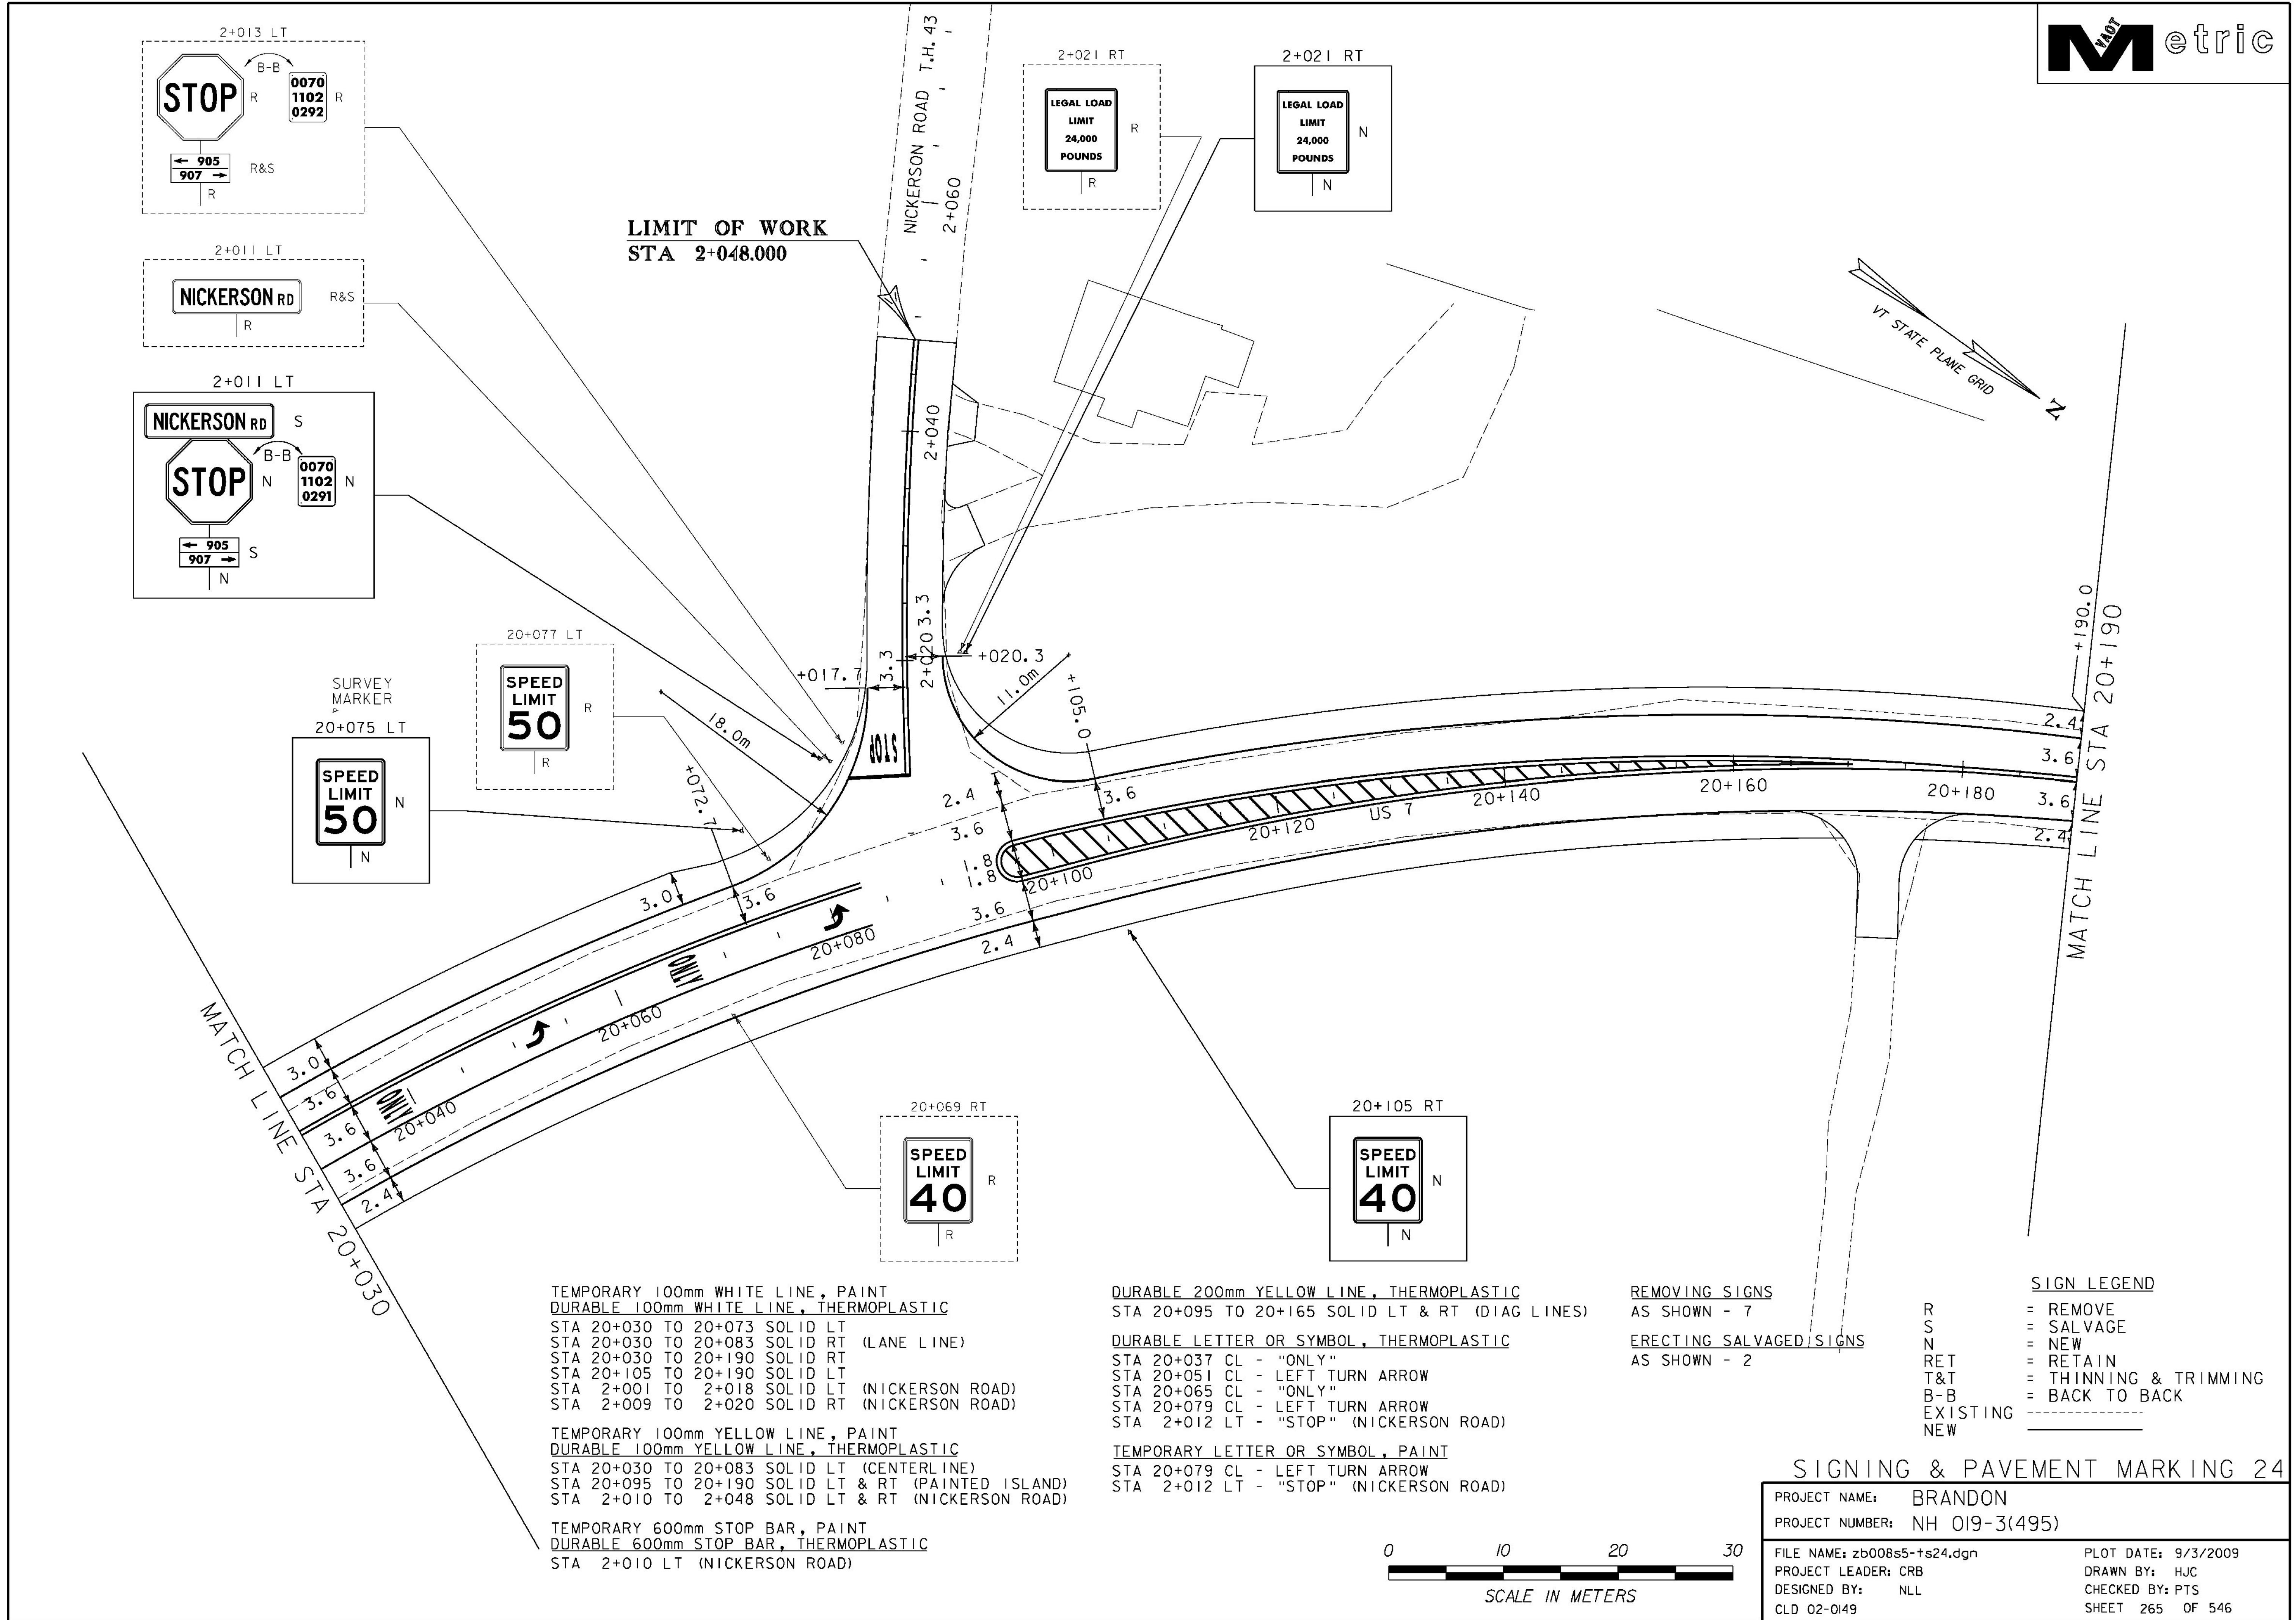 VAOT
Metric
2+013 LT
STOP
R
B-B
0070
1102
0292
R
← 905
907 →
R&S
R
2+011 LT
NICKERSON RD
R&S
R
2+011 LT
NICKERSON RD
S
STOP
N
B-B
0070
1102
0291
N
← 905
907 →
S
N
LIMIT OF WORK
STA 2+048.000
NICKERSON ROAD T.H. 43
2+060
2+040
2+020
2+021 RT
LEGAL LOAD
LIMIT
24,000
POUNDS
R
R
2+021 RT
LEGAL LOAD
LIMIT
24,000
POUNDS
N
N
VT STATE PLANE GRID
N
SURVEY
MARKER
20+075 LT
SPEED
LIMIT
50
N
N
20+077 LT
SPEED
LIMIT
50
R
R
+017.7
3.3
3.3
+020.3
11.0m
18.0m
+072.7
+105.0
STOP
2.4
3.6
1.8
1.8
3.6
2.4
3.6
3.0
3.6
20+100
20+120
US 7
20+140
20+160
20+180
+190.0
2.4
3.6
3.6
2.4
MATCH LINE STA 20+190
20+080
ONLY
20+060
ONLY
20+040
3.0
3.6
3.6
3.6
2.4
MATCH LINE STA 20+030
20+069 RT
SPEED
LIMIT
40
R
R
20+105 RT
SPEED
LIMIT
40
N
N
TEMPORARY 100mm WHITE LINE, PAINT
DURABLE 100mm WHITE LINE, THERMOPLASTIC
STA 20+030 TO 20+073 SOLID LT
STA 20+030 TO 20+083 SOLID RT (LANE LINE)
STA 20+030 TO 20+190 SOLID RT
STA 20+105 TO 20+190 SOLID LT
STA 2+001 TO 2+018 SOLID LT (NICKERSON ROAD)
STA 2+009 TO 2+020 SOLID RT (NICKERSON ROAD)
TEMPORARY 100mm YELLOW LINE, PAINT
DURABLE 100mm YELLOW LINE, THERMOPLASTIC
STA 20+030 TO 20+083 SOLID LT (CENTERLINE)
STA 20+095 TO 20+190 SOLID LT & RT (PAINTED ISLAND)
STA 2+010 TO 2+048 SOLID LT & RT (NICKERSON ROAD)
TEMPORARY 600mm STOP BAR, PAINT
DURABLE 600mm STOP BAR, THERMOPLASTIC
STA 2+010 LT (NICKERSON ROAD)
DURABLE 200mm YELLOW LINE, THERMOPLASTIC
STA 20+095 TO 20+165 SOLID LT & RT (DIAG LINES)
DURABLE LETTER OR SYMBOL, THERMOPLASTIC
STA 20+037 CL - "ONLY"
STA 20+051 CL - LEFT TURN ARROW
STA 20+065 CL - "ONLY"
STA 20+079 CL - LEFT TURN ARROW
STA 2+012 LT - "STOP" (NICKERSON ROAD)
TEMPORARY LETTER OR SYMBOL, PAINT
STA 20+079 CL - LEFT TURN ARROW
STA 2+012 LT - "STOP" (NICKERSON ROAD)
REMOVING SIGNS
AS SHOWN - 7
ERECTING SALVAGED SIGNS
AS SHOWN - 2
SIGN LEGEND
R = REMOVE
S = SALVAGE
N = NEW
RET = RETAIN
T&T = THINNING & TRIMMING
B-B = BACK TO BACK
EXISTING
NEW
0 10 20 30
SCALE IN METERS
SIGNING & PAVEMENT MARKING 24
PROJECT NAME: BRANDON
PROJECT NUMBER: NH 019-3(495)
FILE NAME: zb008s5-ts24.dgn
PROJECT LEADER: CRB
DESIGNED BY: NLL
CLD 02-0149
PLOT DATE: 9/3/2009
DRAWN BY: HJC
CHECKED BY: PTS
SHEET 265 OF 546